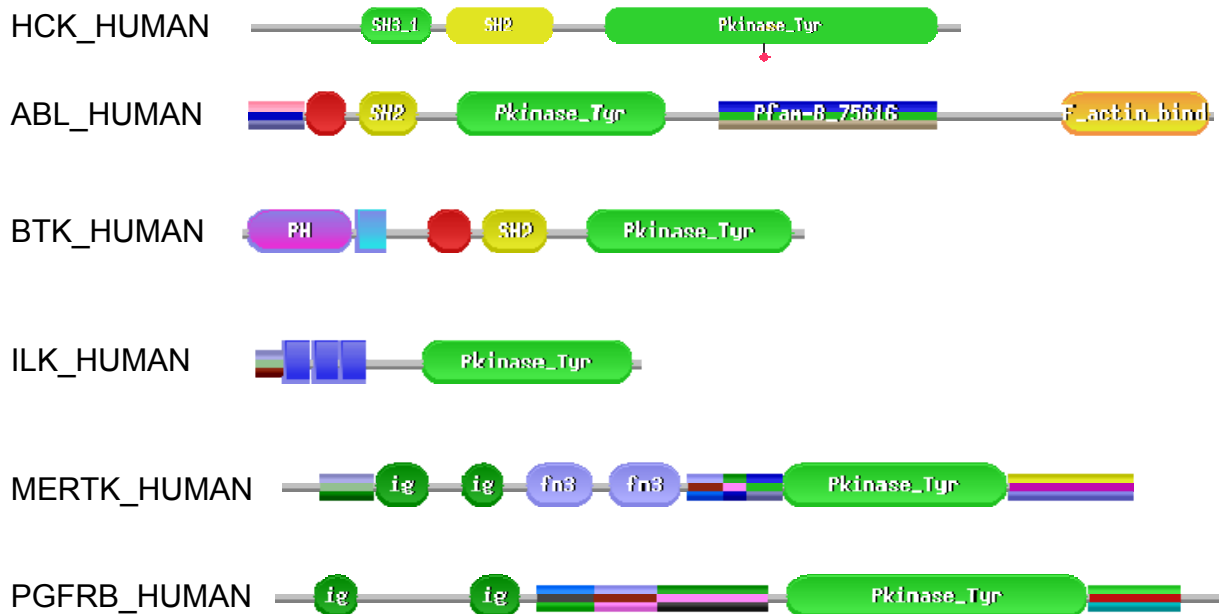 HCK_HUMAN SH3_1 SH2 Pkinase_Tyr
ABL_HUMAN SH2 Pkinase_Tyr Pfam-B_75616 F_actin_bind
BTK_HUMAN PH SH2 Pkinase_Tyr
ILK_HUMAN Pkinase_Tyr
MERTK_HUMAN ig ig fn3 fn3 Pkinase_Tyr
PGFRB_HUMAN ig ig Pkinase_Tyr